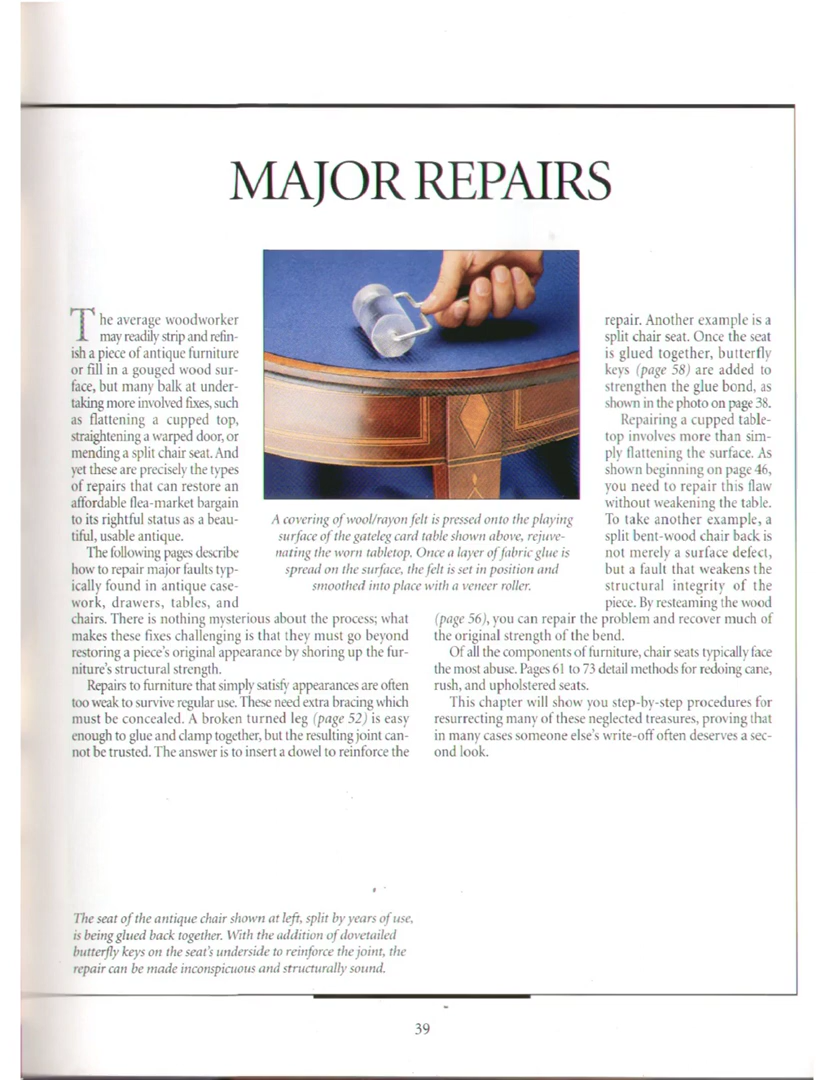 MAJOR REPAIRS
The average woodworker
may readily strip and refin-
ish a piece of antique furniture
or fill in a gouged wood sur-
face, but many balk at under-
taking more involved fixes, such
as flattening a cupped top,
straightening a warped door, or
mending a split chair seat. And
yet these are precisely the types
of repairs that can restore an
affordable flea-market bargain
to its rightful status as a beau-
tiful, usable antique.
The following pages describe
how to repair major faults typ-
ically found in antique case-
work, drawers, tables, and
chairs. There is nothing mysterious about the process; what
makes these fixes challenging is that they must go beyond
restoring a piece's original appearance by shoring up the fur-
niture's structural strength.
Repairs to furniture that simply satisfy appearances are often
too weak to survive regular use. These need extra bracing which
must be concealed. A broken turned leg (page 52) is easy
enough to glue and clamp together, but the resulting joint can-
not be trusted. The answer is to insert a dowel to reinforce the
A covering of wool/rayon felt is pressed onto the playing
surface of the gateleg card table shown above, rejuve-
nating the worn tabletop. Once a layer of fabric glue is
spread on the surface, the felt is set in position and
smoothed into place with a veneer roller.
repair. Another example is a
split chair seat. Once the seat
is glued together, butterfly
keys (page 58) are added to
strengthen the glue bond, as
shown in the photo on page 38.
Repairing a cupped table-
top involves more than sim-
ply flattening the surface. As
shown beginning on page 46,
you need to repair this flaw
without weakening the table.
To take another example, a
split bent-wood chair back is
not merely a surface defect,
but a fault that weakens the
structural integrity of the
piece. By resteaming the wood
(page 56), you can repair the problem and recover much of
the original strength of the bend.
Of all the components of furniture, chair seats typically face
the most abuse. Pages 61 to 73 detail methods for redoing cane,
rush, and upholstered seats.
This chapter will show you step-by-step procedures for
resurrecting many of these neglected treasures, proving that
in many cases someone else's write-off often deserves a sec-
ond look.
The seat of the antique chair shown at left, split by years of use,
is being glued back together. With the addition of dovetailed
butterfly keys on the seat's underside to reinforce the joint, the
repair can be made inconspicuous and structurally sound.
39